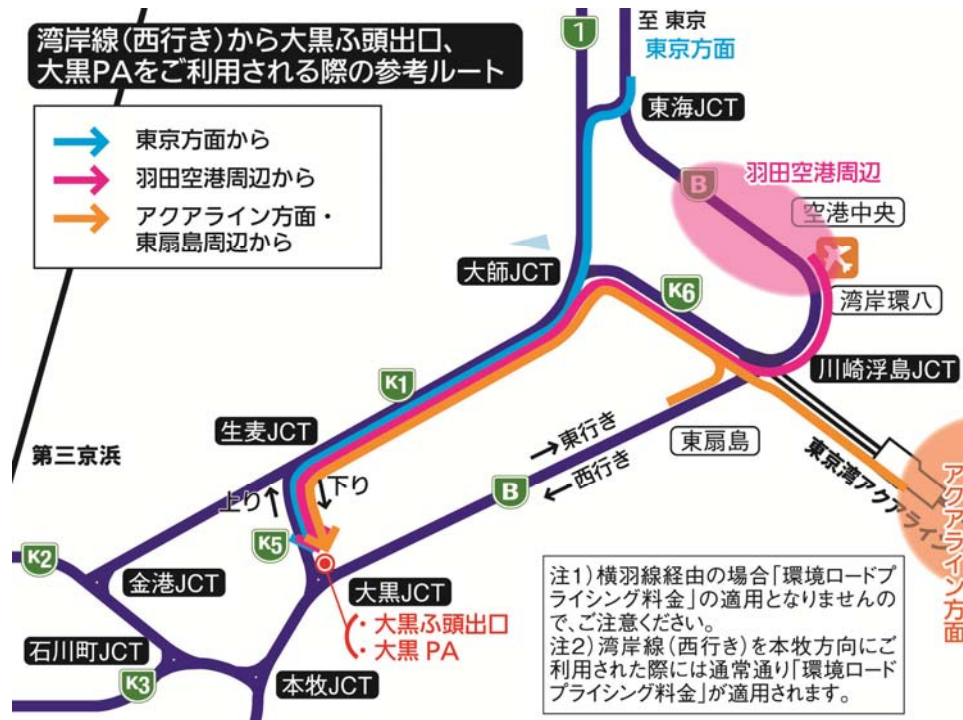 湾岸線(西行き)から大黒ふ頭出口、
大黒PAをご利用される際の参考ルート
東京方面から
羽田空港周辺から
アクアライン方面・
東扇島周辺から
1
至 東京
東京方面
東海JCT
B
羽田空港周辺
空港中央
大師JCT
K6
湾岸環八
川崎浮島JCT
K1
生麦JCT
第三京浜
東行き
西行き
東扇島
東京湾アクアライン
アクアライン方面
上り
下り
B
K5
K2
金港JCT
大黒JCT
・大黒ふ頭出口
・大黒 PA
石川町JCT
K3
本牧JCT
注1)横羽線経由の場合「環境ロードプ
ライシング料金」の適用となりませんの
で、ご注意ください。
注2)湾岸線(西行き)を本牧方向にご
利用された際には通常通り「環境ロード
プライシング料金」が適用されます。